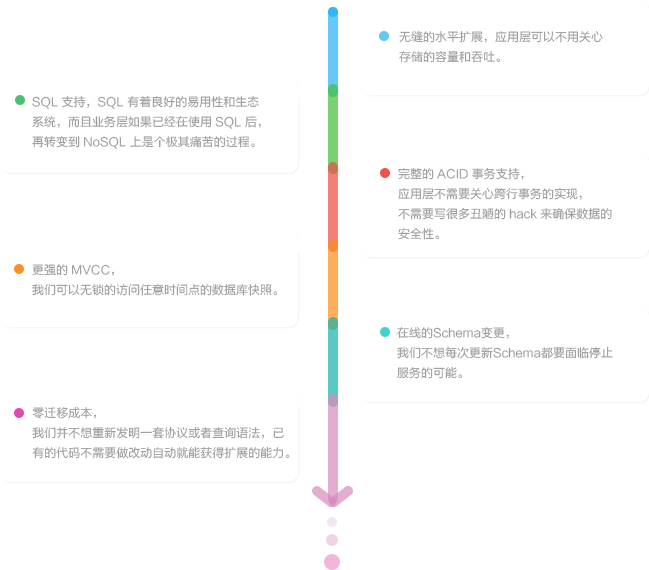 无缝的水平扩展，应用层可以不用关心
存储的容量和吞吐。
SQL 支持，SQL 有着良好的易用性和生态
系统，而且业务层如果已经在使用 SQL 后，
再转变到 NoSQL 上是个极其痛苦的过程。
完整的 ACID 事务支持，
应用层不需要关心跨行事务的实现，
不需要写很多丑陋的 hack 来确保数据的
安全性。
更强的 MVCC，
我们可以无锁的访问任意时间点的数据库快照。
在线的Schema变更，
我们不想每次更新Schema都要面临停止
服务的可能。
零迁移成本，
我们并不想重新发明一套协议或者查询语法，已
有的代码不需要做改动自动就能获得扩展的能力。